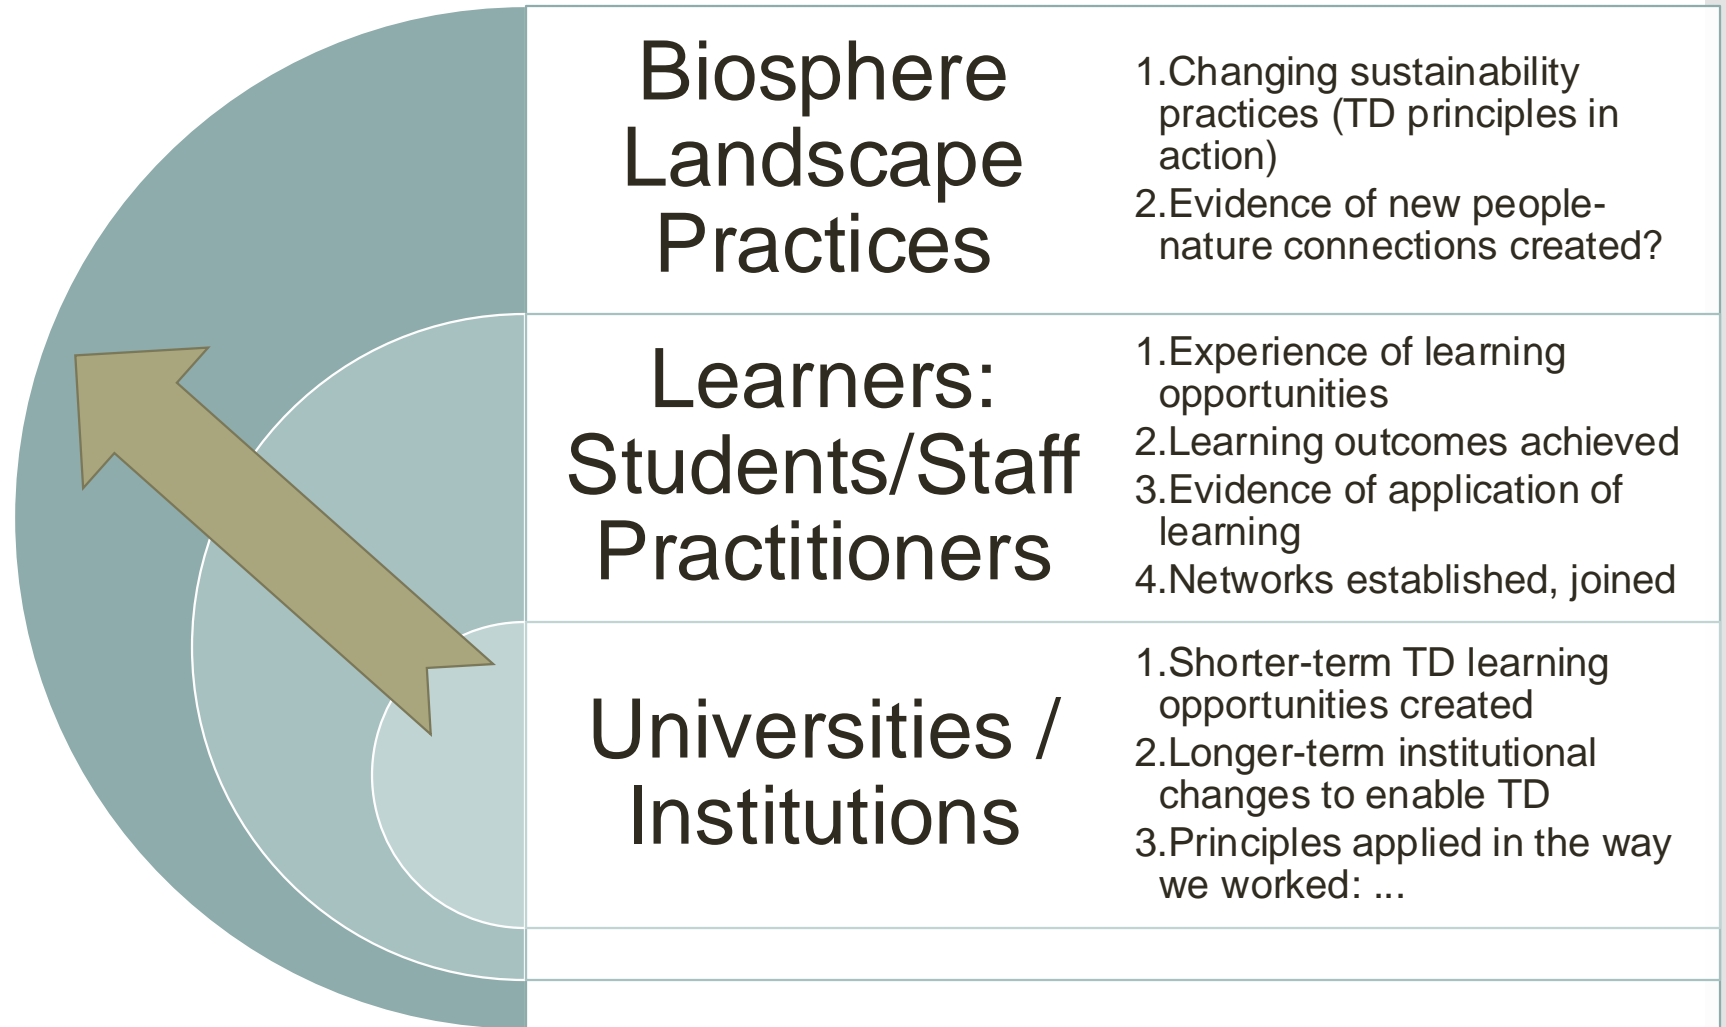 Biosphere
Landscape
Practices
1.Changing sustainability
practices (TD principles in
action)
2.Evidence of new people-
nature connections created?
Learners:
Students/Staff
Practitioners
1.Experience of learning
opportunities
2.Learning outcomes achieved
3.Evidence of application of
learning
4.Networks established, joined
Universities /
Institutions
1.Shorter-term TD learning
opportunities created
2.Longer-term institutional
changes to enable TD
3.Principles applied in the way
we worked: ...